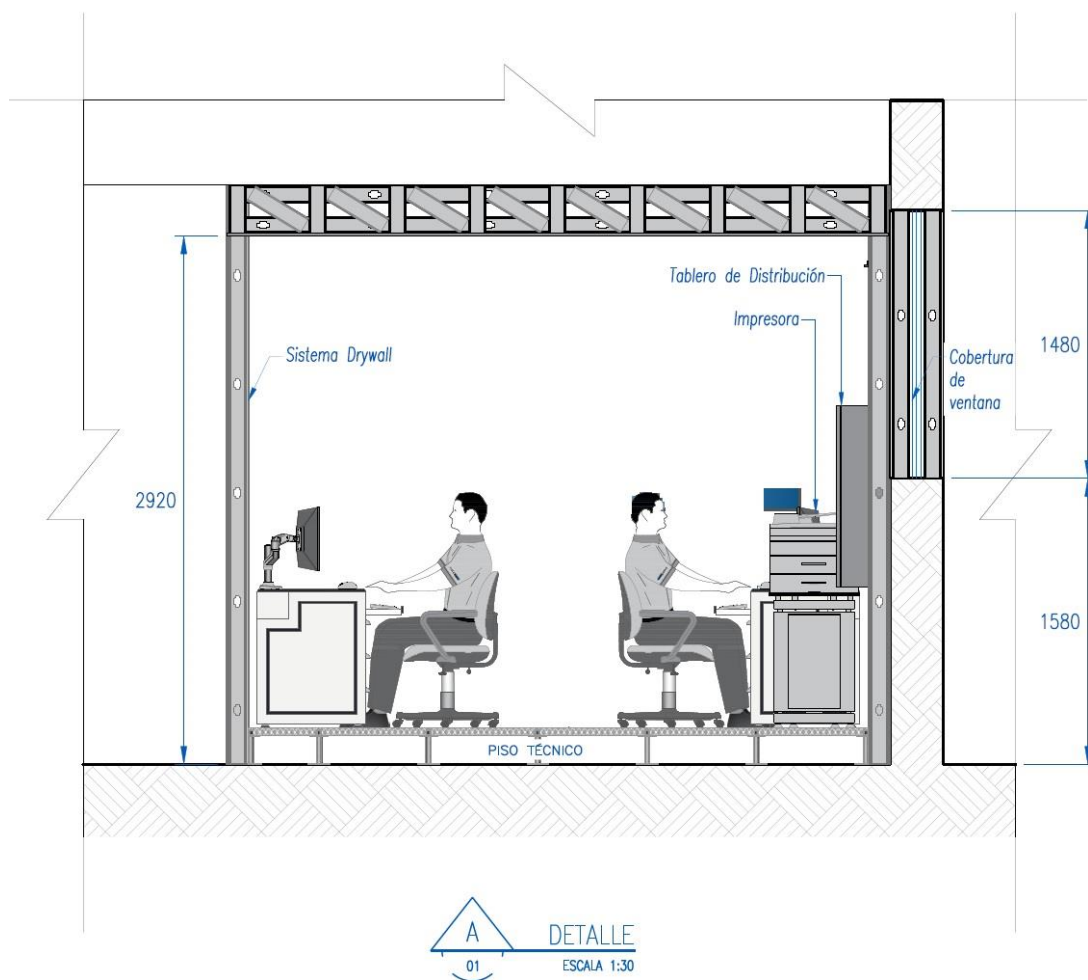 Tablero de Distribución
Impresora
Sistema Drywall
Cobertura
de
ventana
1480
2920
1580
PISO TÉCNICO
A
01
DETALLE
ESCALA 1:30